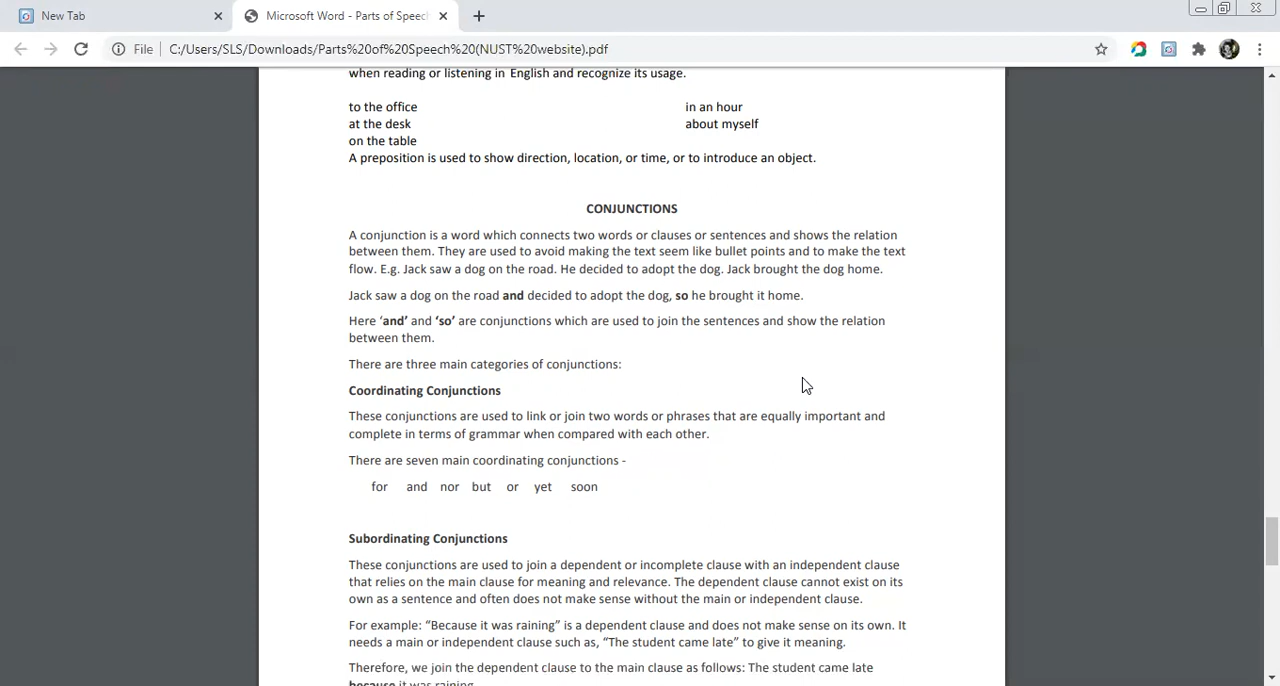 New Tab
Microsoft Word - Parts of Speech
File
C:/Users/SLS/Downloads/Parts%20of%20Speech%20(NUST%20website).pdf
when reading or listening in English and recognize its usage.
to the office in an hour
at the desk about myself
on the table
A preposition is used to show direction, location, or time, or to introduce an object.
CONJUNCTIONS
A conjunction is a word which connects two words or clauses or sentences and shows the relation
between them. They are used to avoid making the text seem like bullet points and to make the text
flow. E.g. Jack saw a dog on the road. He decided to adopt the dog. Jack brought the dog home.
Jack saw a dog on the road and decided to adopt the dog, so he brought it home.
Here ‘and’ and ‘so’ are conjunctions which are used to join the sentences and show the relation
between them.
There are three main categories of conjunctions:
Coordinating Conjunctions
These conjunctions are used to link or join two words or phrases that are equally important and
complete in terms of grammar when compared with each other.
There are seven main coordinating conjunctions -
for and nor but or yet soon
Subordinating Conjunctions
These conjunctions are used to join a dependent or incomplete clause with an independent clause
that relies on the main clause for meaning and relevance. The dependent clause cannot exist on its
own as a sentence and often does not make sense without the main or independent clause.
For example: “Because it was raining” is a dependent clause and does not make sense on its own. It
needs a main or independent clause such as, “The student came late” to give it meaning.
Therefore, we join the dependent clause to the main clause as follows: The student came late
because it was raining.